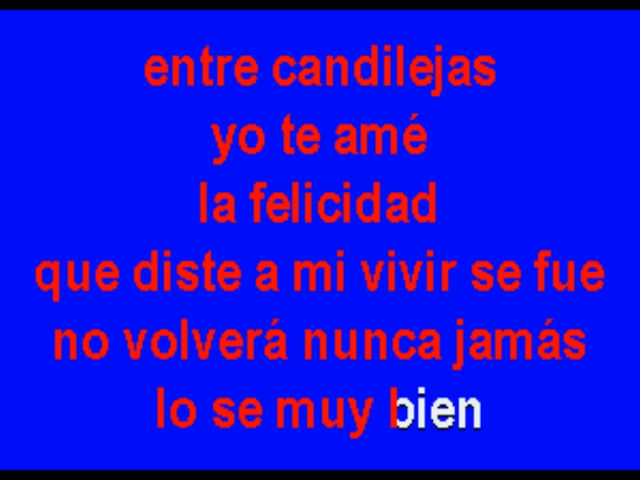 entre candilejas
yo te amé
la felicidad
que diste a mi vivir se fue
no volverá nunca jamás
lo se muy bien